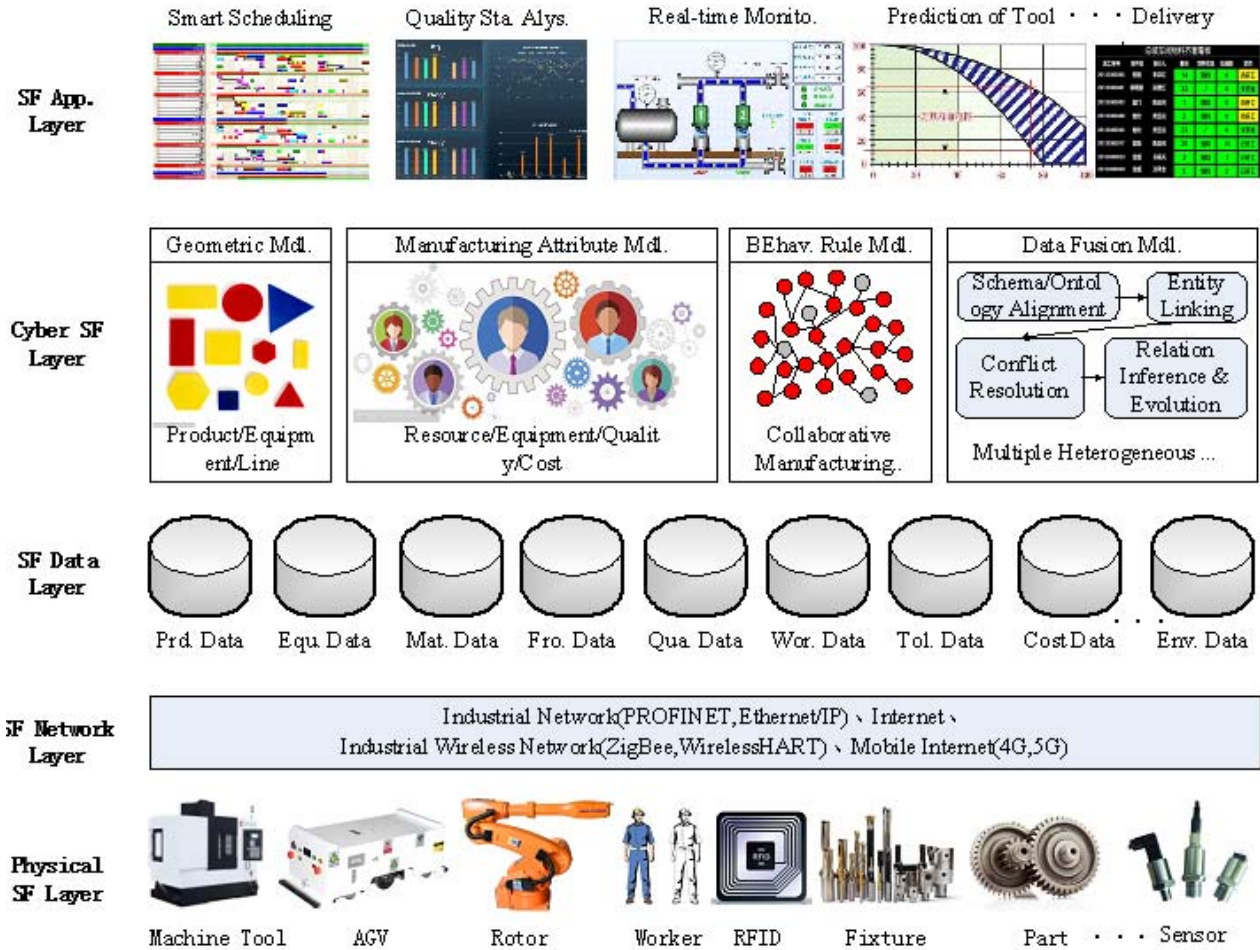 Smart Scheduling
Quality Sta. Alys.
Real-time Monito.
Prediction of Tool · · · Delivery
SF App.
Layer
Cyber SF
Layer
Geometric Mdl.
Product/Equipm
ent/Line
Manufacturing Attribute Mdl.
Resource/Equipment/Qualit
y/Cost
BEhav. Rule Mdl.
Collaborative
Manufacturing..
Data Fusion Mdl.
Schema/Ontol
ogy Alignment
Entity
Linking
Conflict
Resolution
Relation
Inference &
Evolution
Multiple Heterogeneous ...
SF Data
Layer
Prd. Data
Equ. Data
Mat. Data
Fro. Data
Qua. Data
Wor. Data
Tol. Data
Cost Data
· · ·
Env. Data
SF Network
Layer
Industrial Network(PROFINET,Ethernet/IP)、Internet、
Industrial Wireless Network(ZigBee,WirelessHART)、Mobile Internet(4G,5G)
Physical
SF Layer
RFID
Machine Tool
AGV
Rotor
Worker
RFID
Fixture
Part
· · ·
Sensor